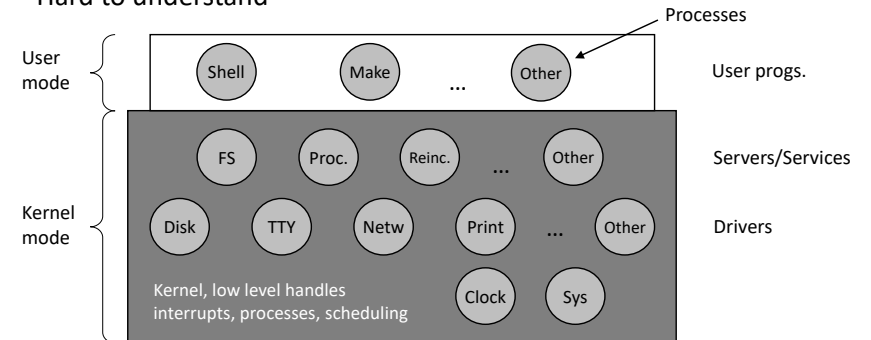 Hard to understand
Processes
User
mode
Shell
Make
...
Other
User progs.
FS
Proc.
Reinc.
...
Other
Servers/Services
Kernel
mode
Disk
TTY
Netw
Print
...
Other
Drivers
Kernel, low level handles
interrupts, processes, scheduling
Clock
Sys